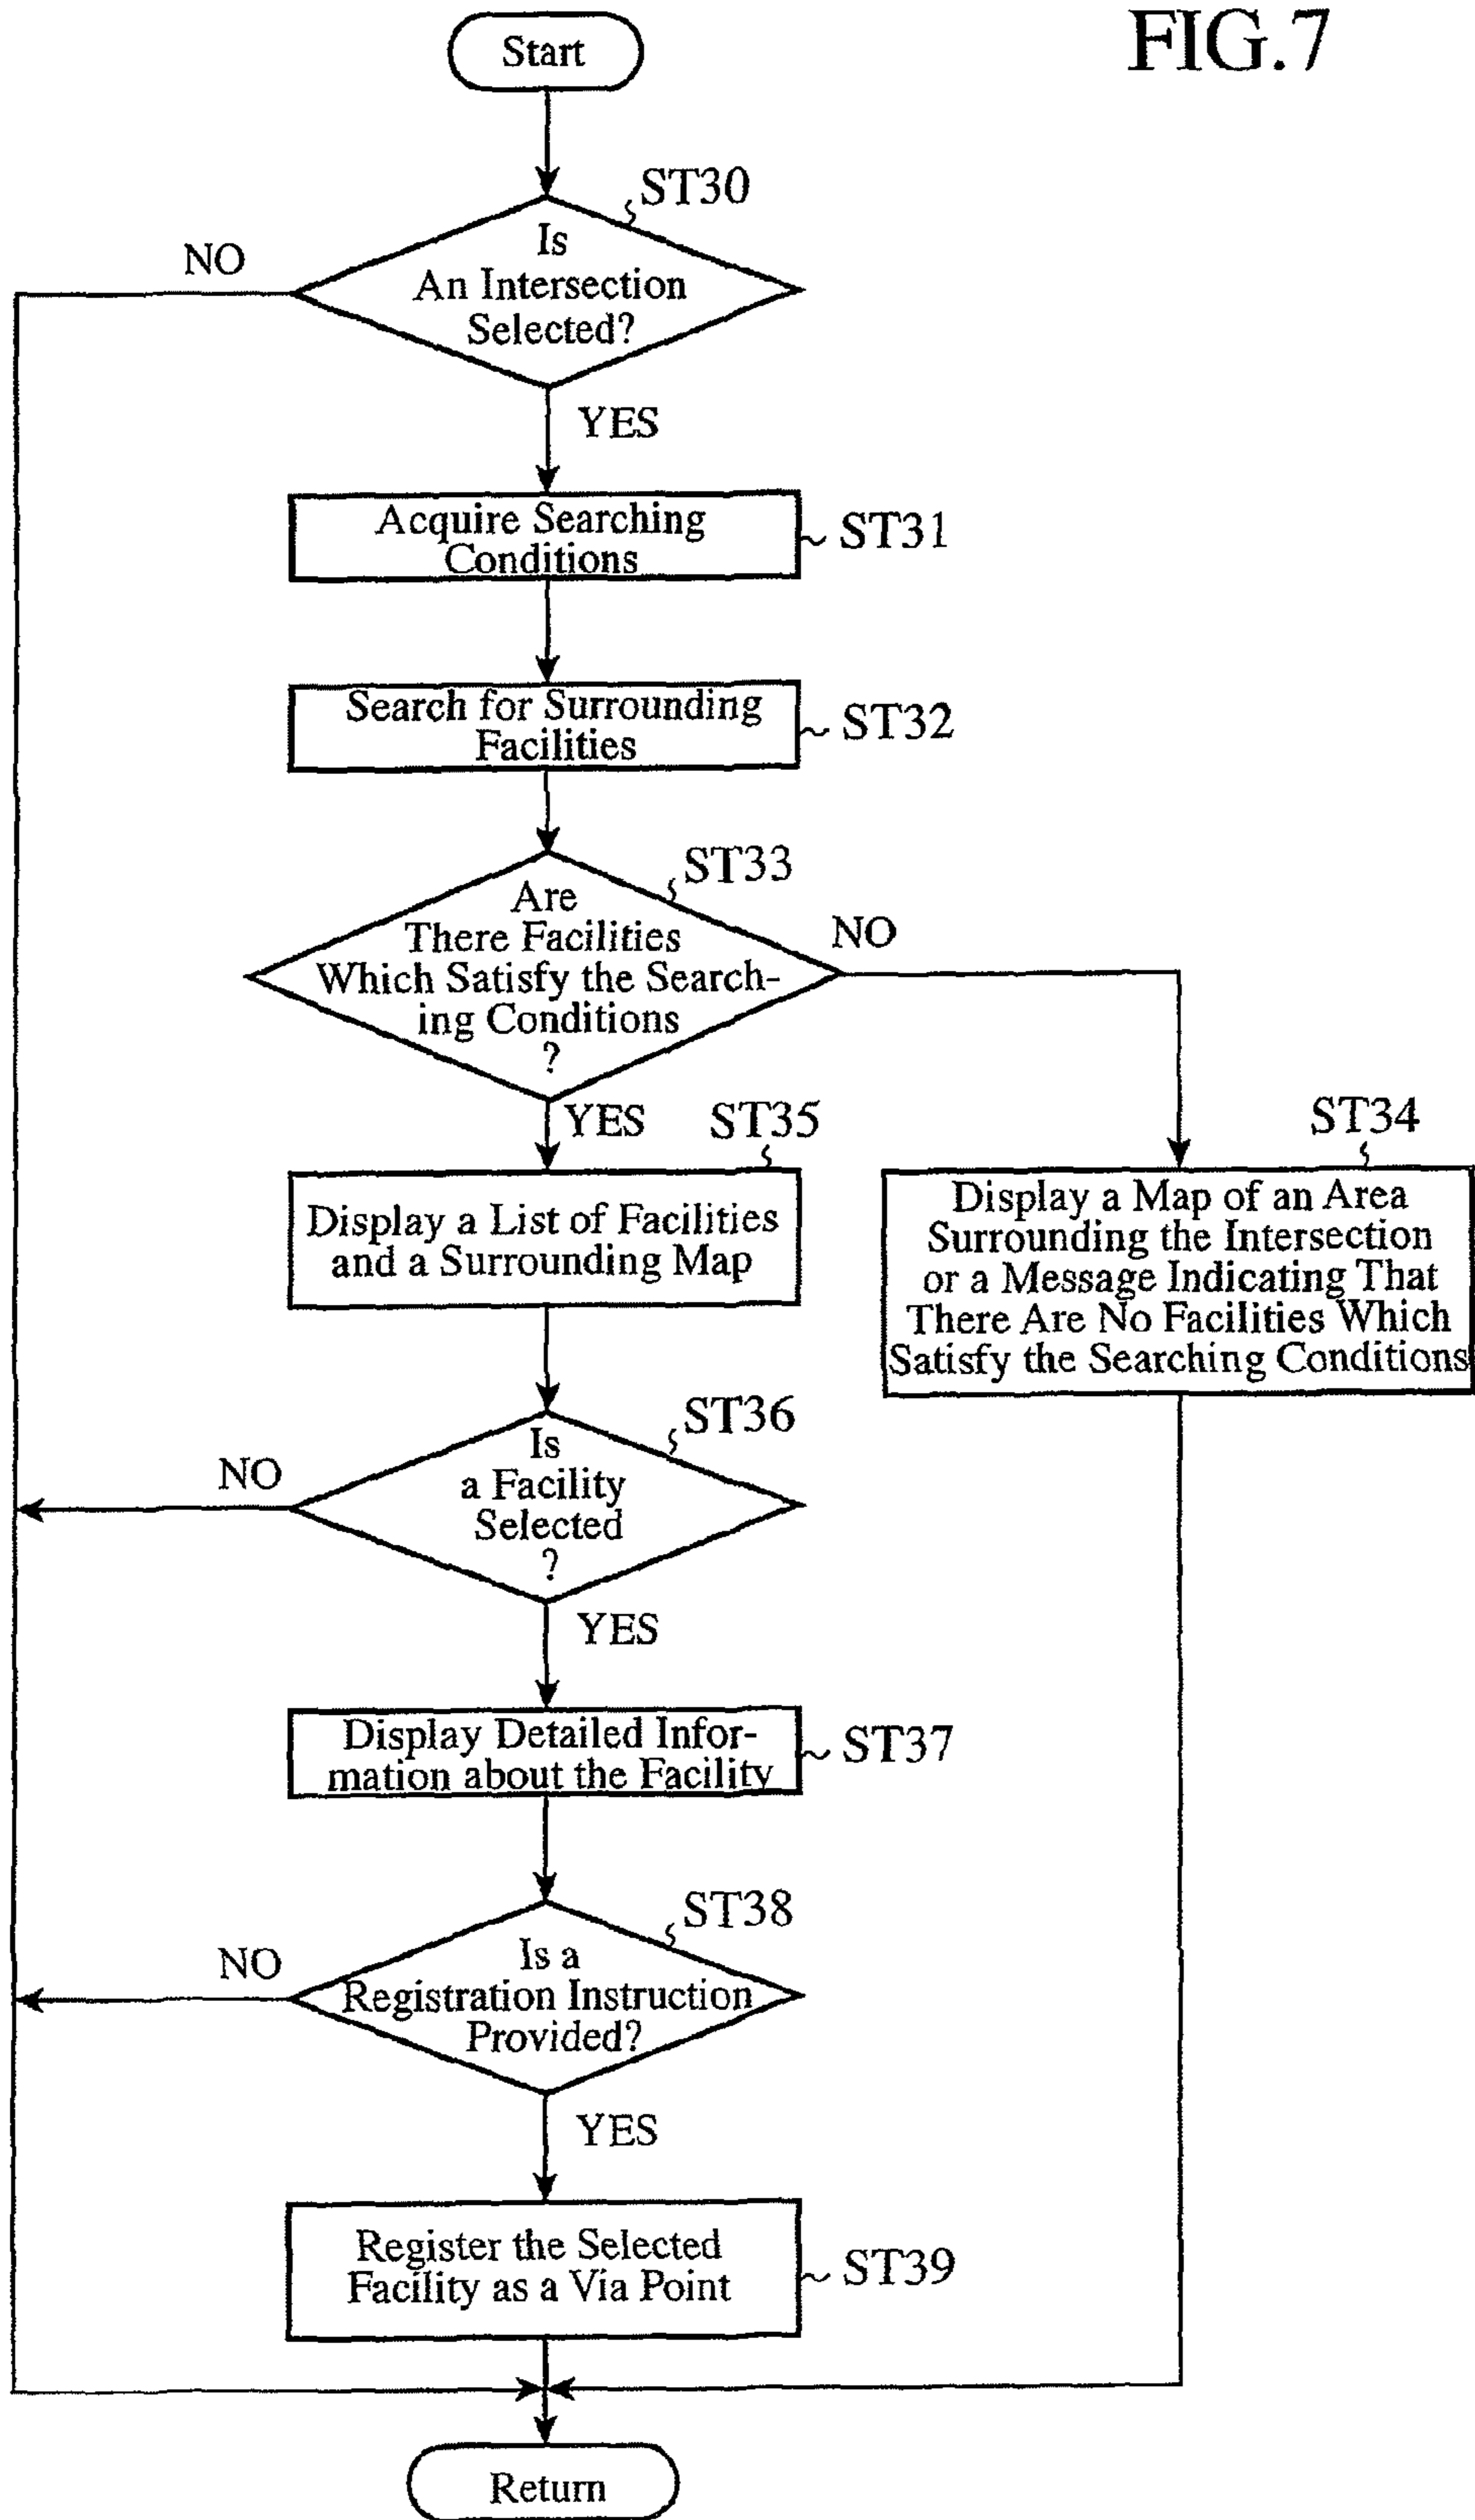 FIG.7
Start
ST30
NO
Is
An Intersection
Selected?
YES
Acquire Searching
Conditions
ST31
Search for Surrounding
Facilities
ST32
ST33
Are
There Facilities
Which Satisfy the Search-
ing Conditions
?
NO
YES
ST35
Display a List of Facilities
and a Surrounding Map
ST34
Display a Map of an Area
Surrounding the Intersection
or a Message Indicating That
There Are No Facilities Which
Satisfy the Searching Conditions
ST36
NO
Is
a Facility
Selected
?
YES
Display Detailed Infor-
mation about the Facility
ST37
ST38
NO
Is a
Registration Instruction
Provided?
YES
Register the Selected
Facility as a Via Point
ST39
Return